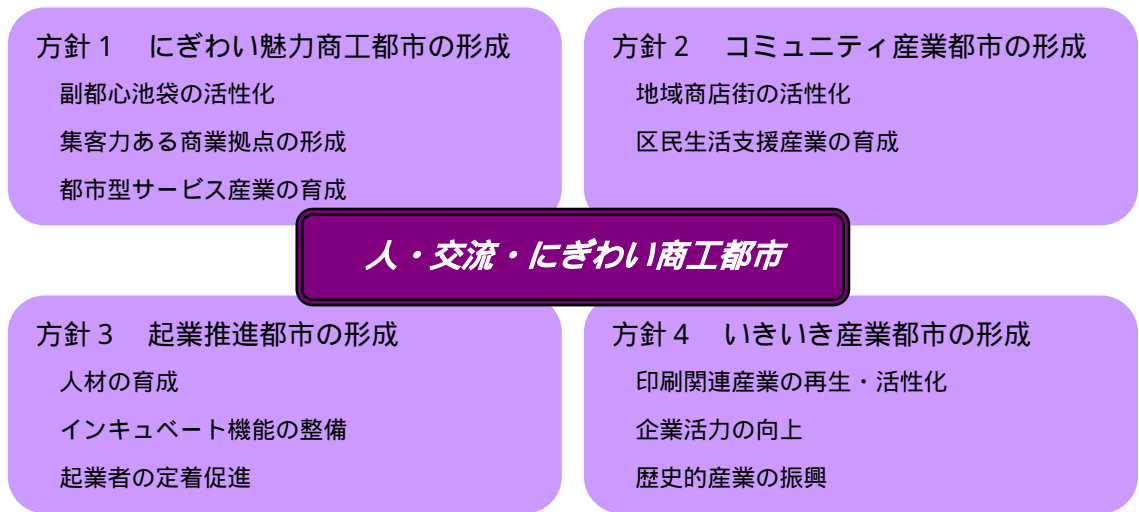 方針１　にぎわい魅力商工都市の形成
副都心池袋の活性化
集客力ある商業拠点の形成
都市型サービス産業の育成
方針２　コミュニティ産業都市の形成
地域商店街の活性化
区民生活支援産業の育成
人・交流・にぎわい商工都市
方針３　起業推進都市の形成
人材の育成
インキュベート機能の整備
起業者の定着促進
方針４　いきいき産業都市の形成
印刷関連産業の再生・活性化
企業活力の向上
歴史的産業の振興